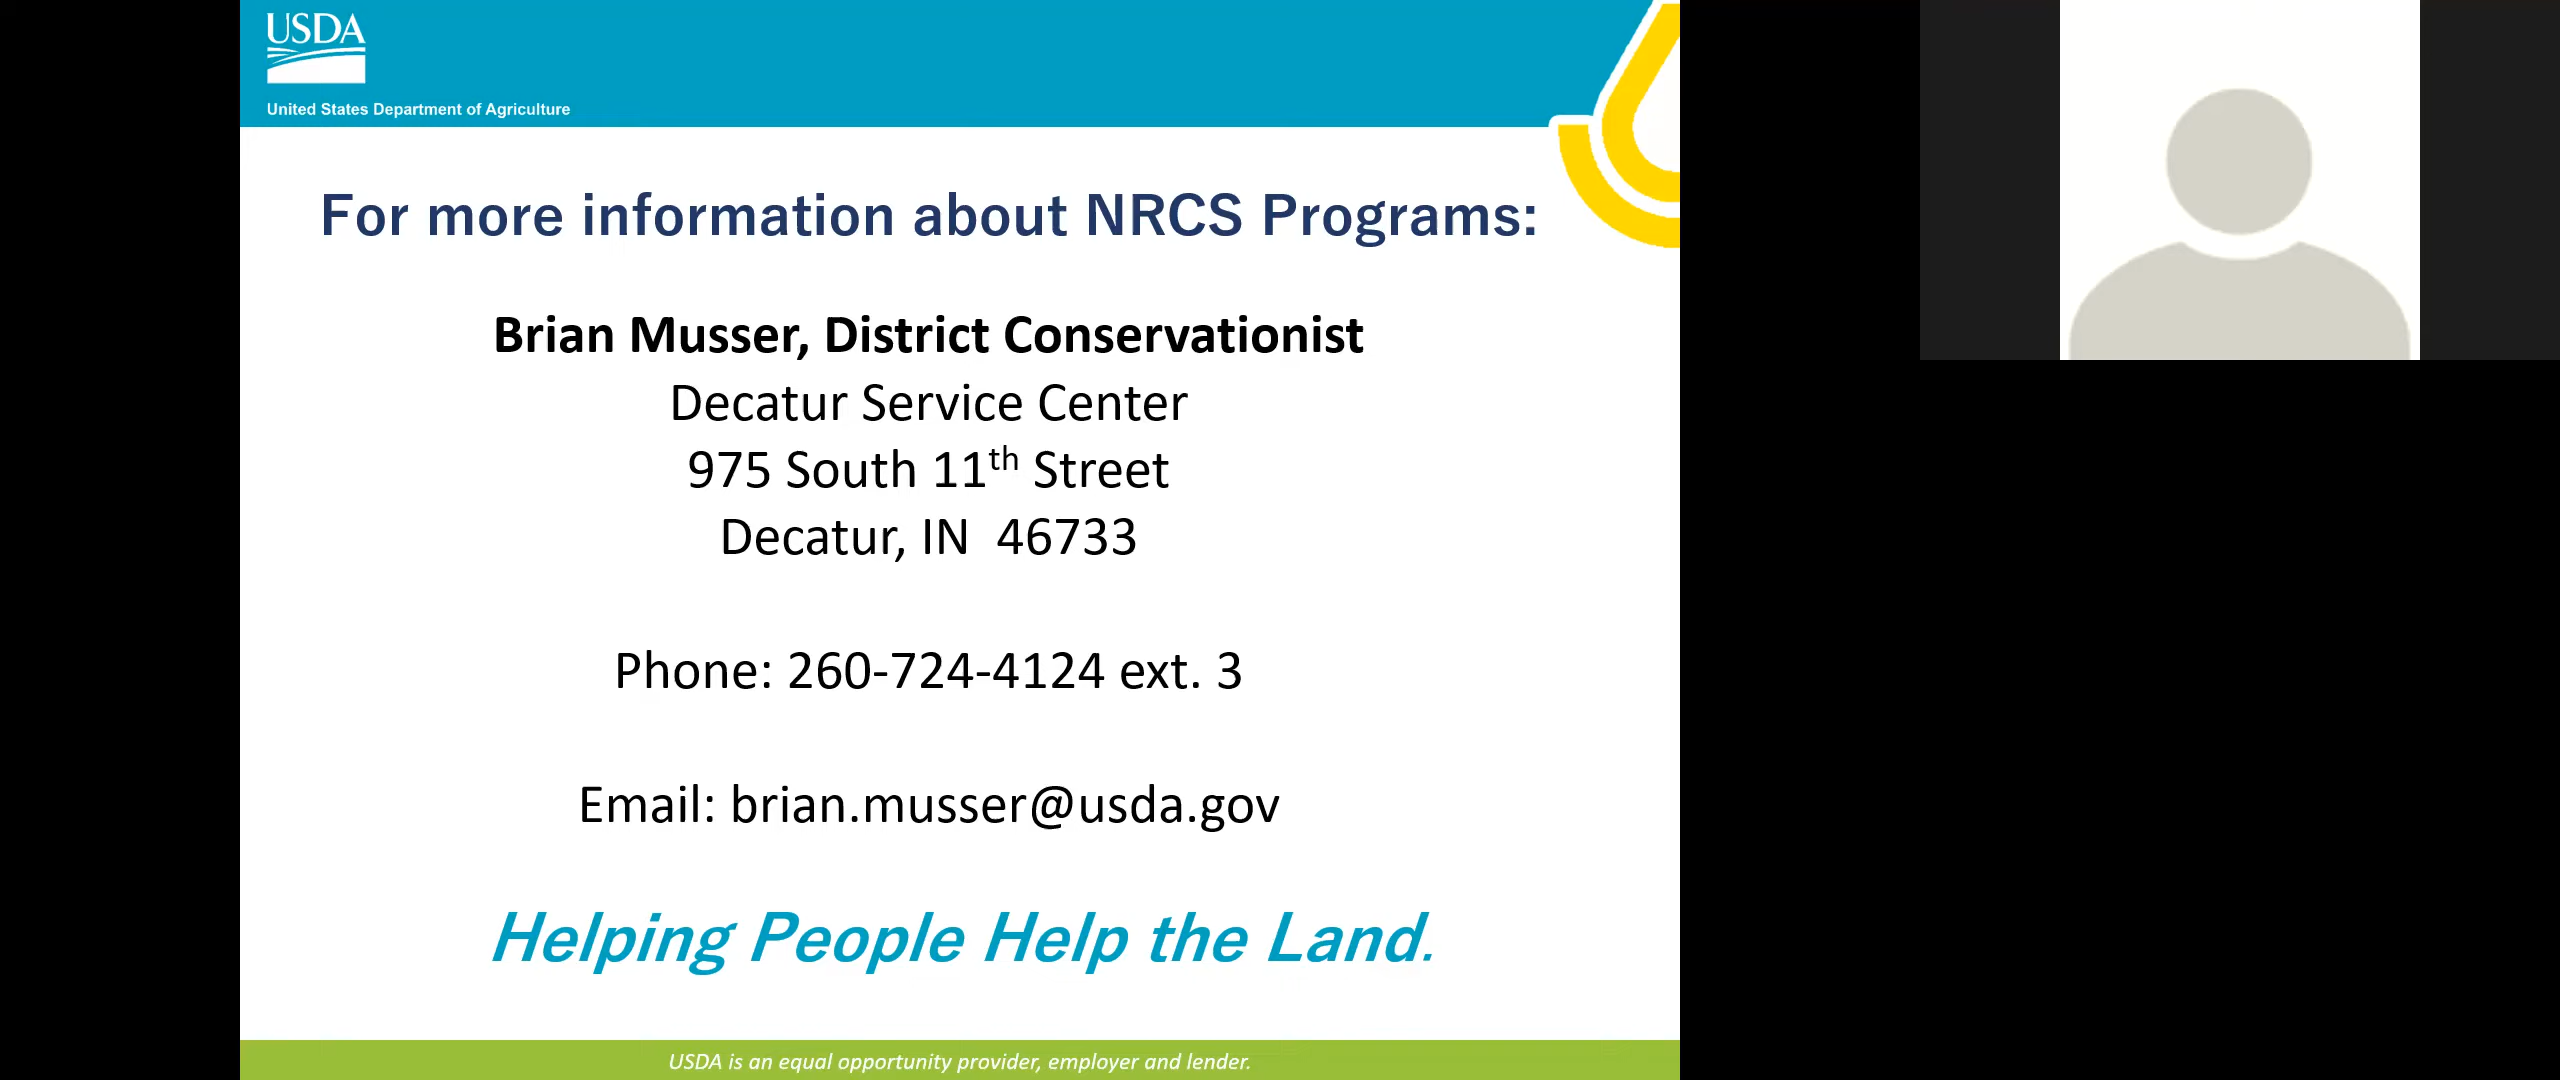 USDA
United States Department of Agriculture
For more information about NRCS Programs:
Brian Musser, District Conservationist
Decatur Service Center
975 South 11th Street
Decatur, IN  46733
Phone: 260-724-4124 ext. 3
Email: brian.musser@usda.gov
Helping People Help the Land.
USDA is an equal opportunity provider, employer and lender.